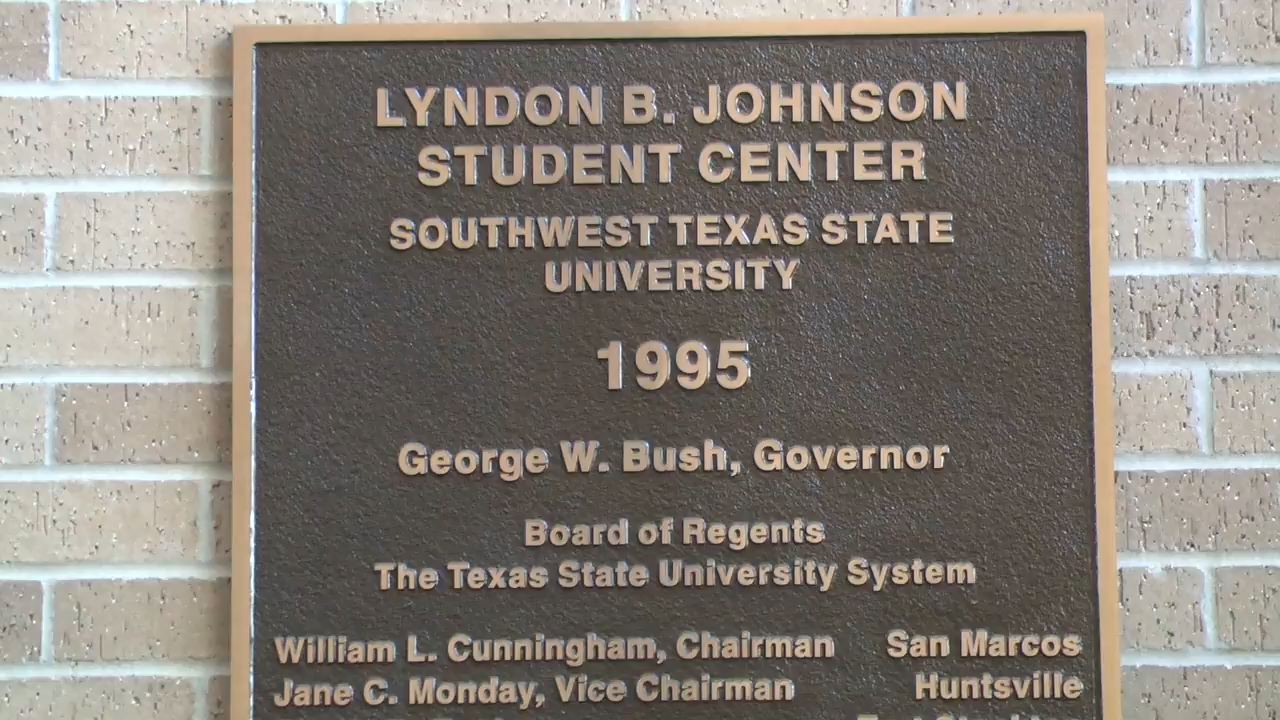 LYNDON B. JOHNSON
STUDENT CENTER
SOUTHWEST TEXAS STATE
UNIVERSITY
1995
George W. Bush, Governor
Board of Regents
The Texas State University System
William L. Cunningham, Chairman San Marcos
Jane C. Monday, Vice Chairman Huntsville